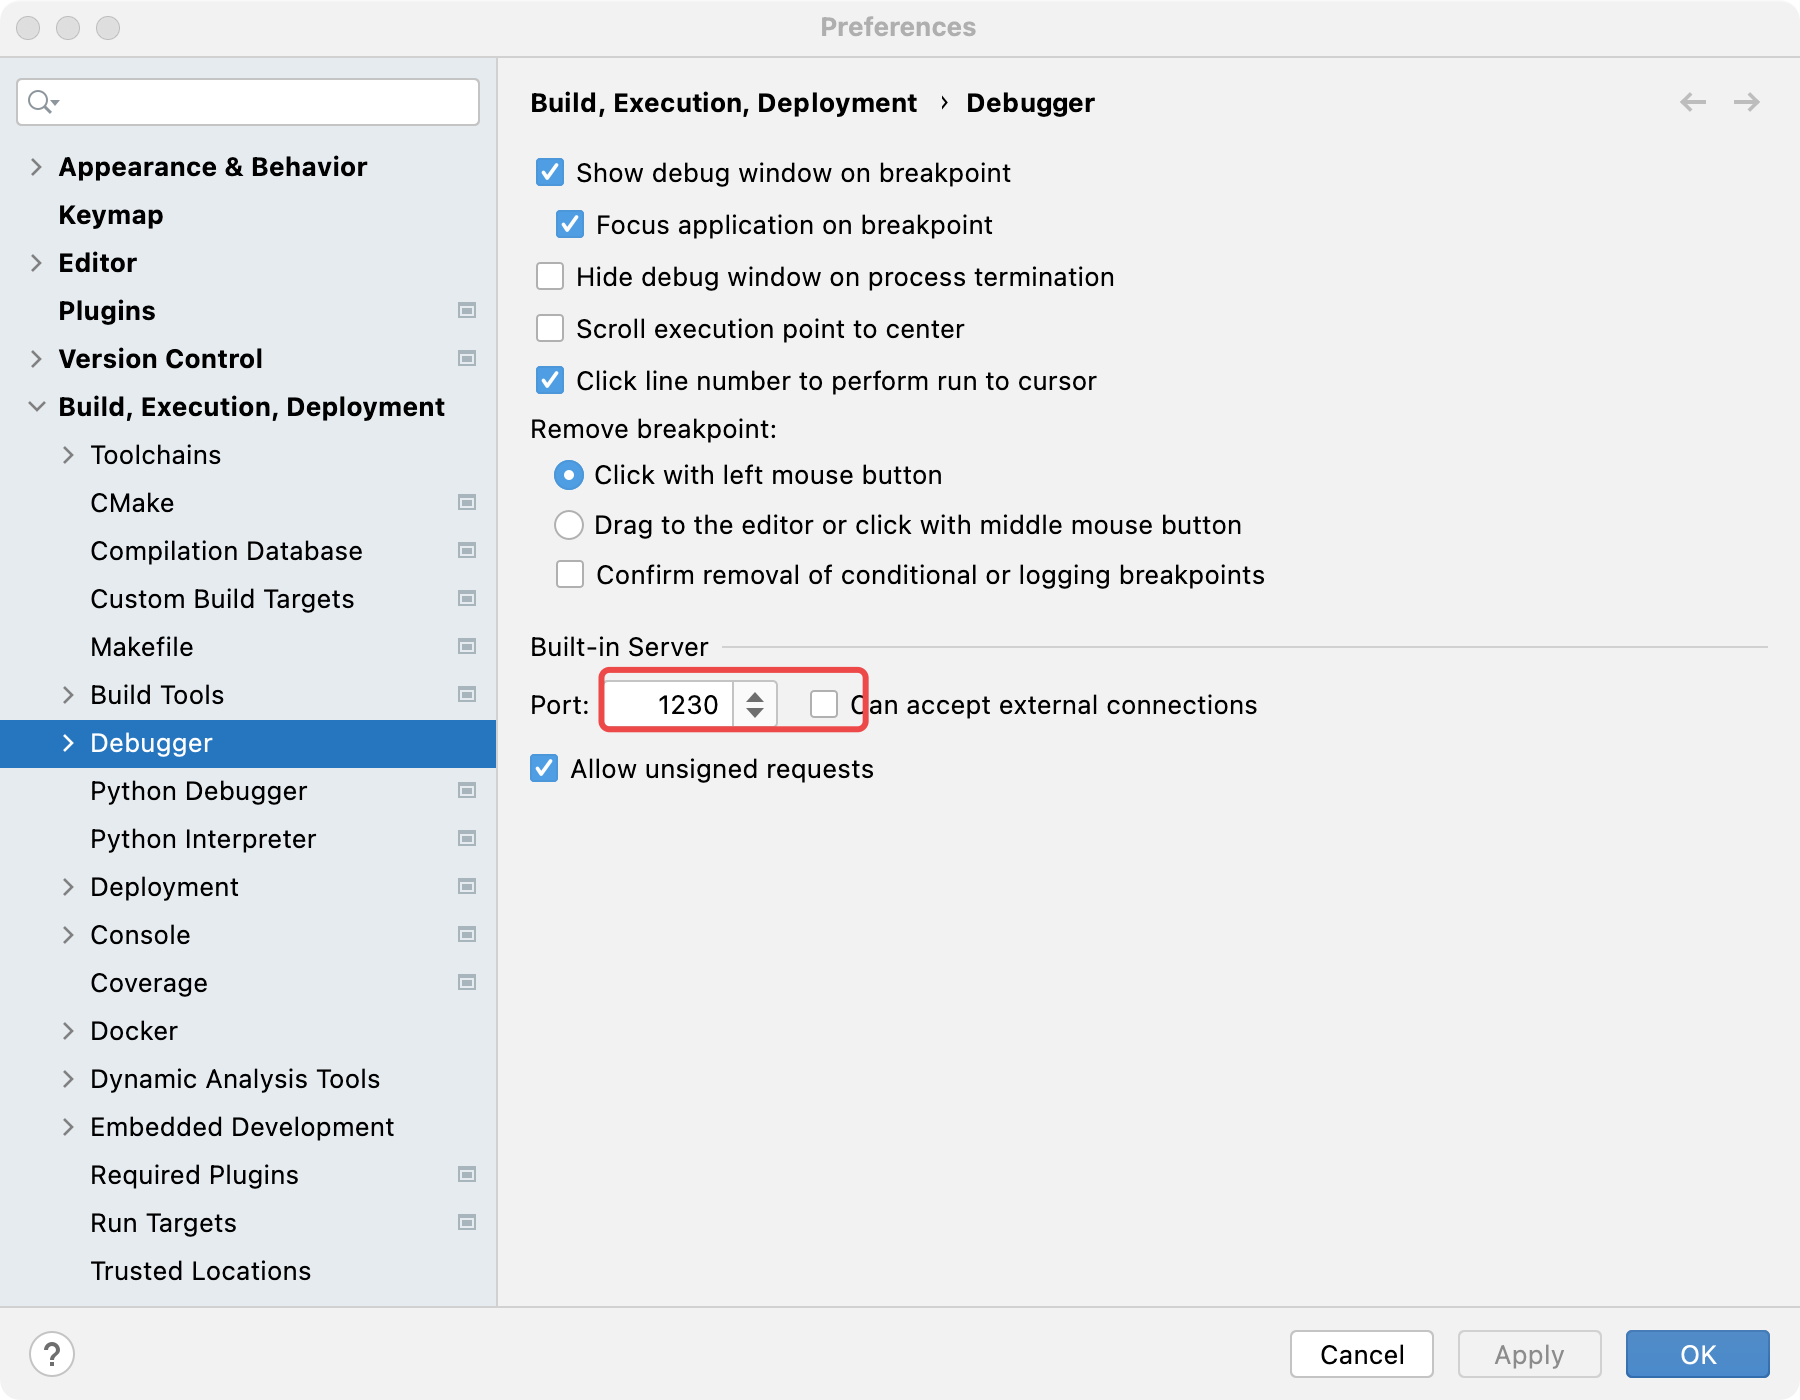 Preferences
Appearance & Behavior
Keymap
Editor
Plugins
Version Control
Build, Execution, Deployment
Toolchains
CMake
Compilation Database
Custom Build Targets
Makefile
Build Tools
Debugger
Python Debugger
Python Interpreter
Deployment
Console
Coverage
Docker
Dynamic Analysis Tools
Embedded Development
Required Plugins
Run Targets
Trusted Locations
Build, Execution, Deployment › Debugger
Show debug window on breakpoint
Focus application on breakpoint
Hide debug window on process termination
Scroll execution point to center
Click line number to perform run to cursor
Remove breakpoint:
Click with left mouse button
Drag to the editor or click with middle mouse button
Confirm removal of conditional or logging breakpoints
Built-in Server
Port: 1230 Can accept external connections
Allow unsigned requests
? Cancel Apply OK